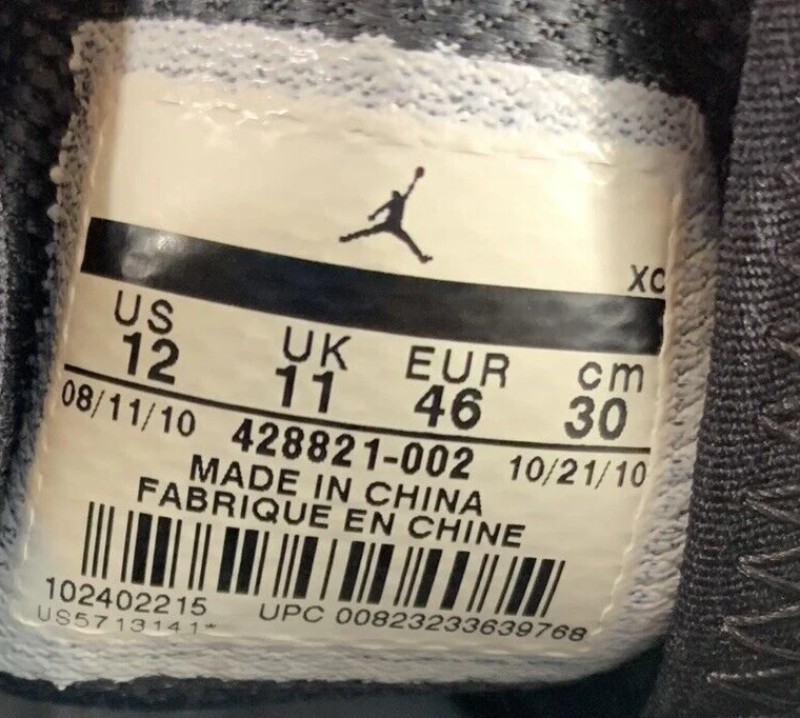 XC
US UK EUR cm
12 11 46 30
08/11/10 428821-002 10/21/10
MADE IN CHINA
FABRIQUE EN CHINE
102402215 UPC 00823233639768
US5713141*